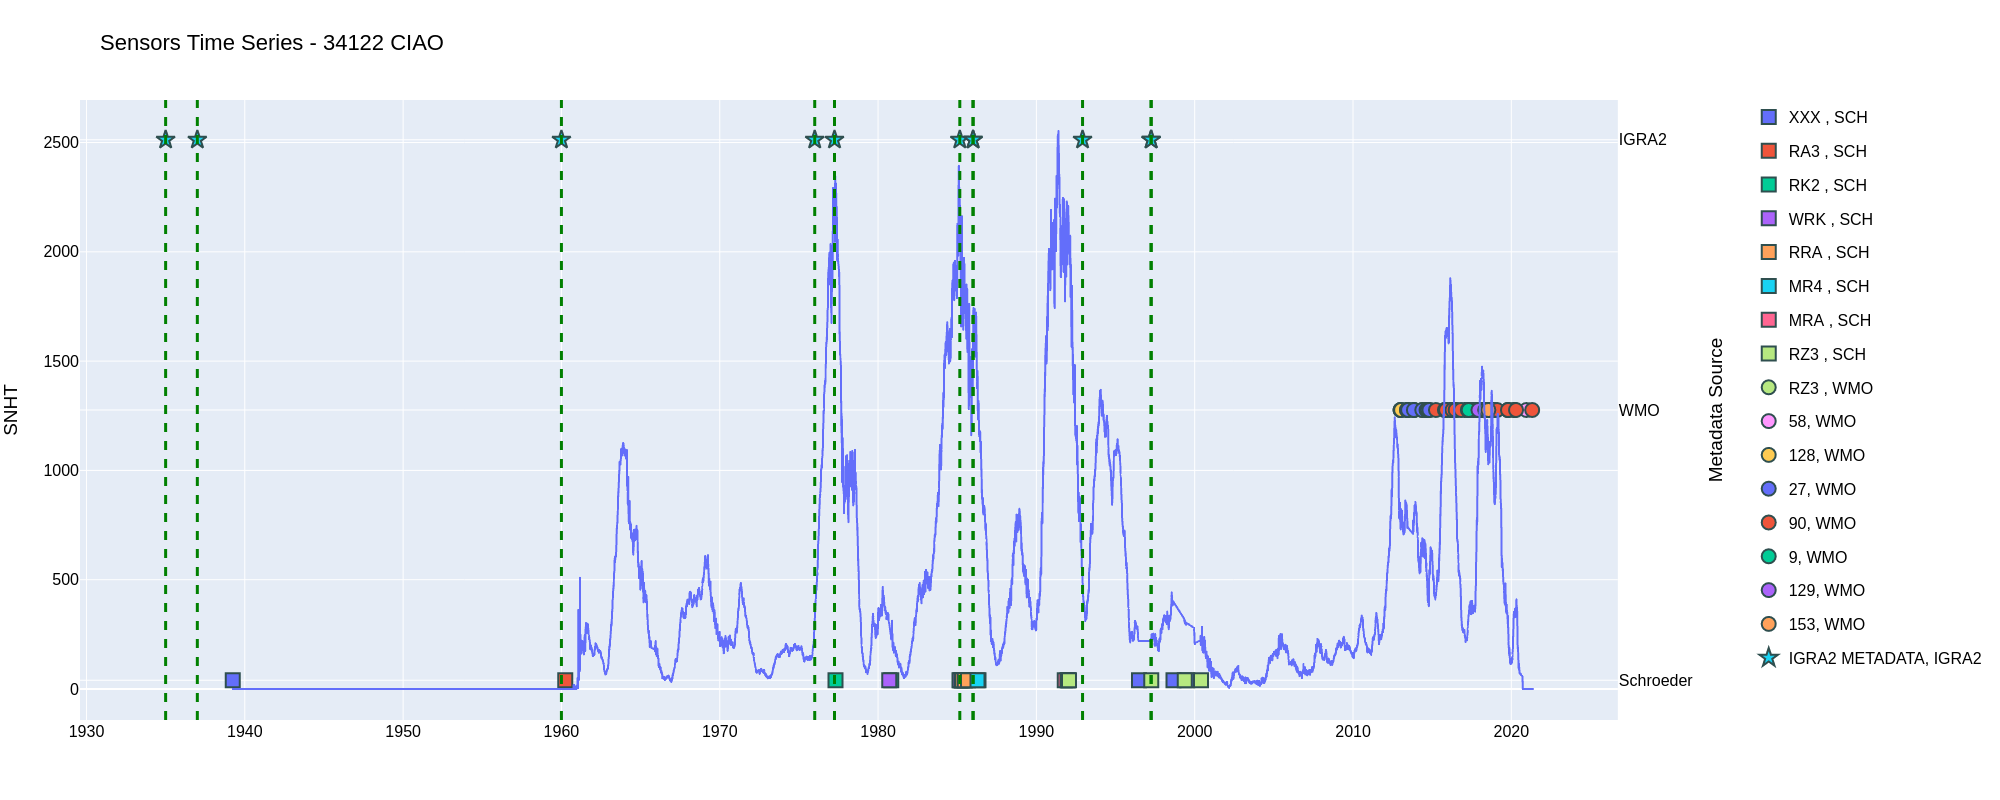 Sensors Time Series - 34122 CIAO
SNHT
2500
2000
1500
1000
500
0
1930
1940
1950
1960
1970
1980
1990
2000
2010
2020
IGRA2
WMO
Schroeder
Metadata Source
XXX , SCH
RA3 , SCH
RK2 , SCH
WRK , SCH
RRA , SCH
MR4 , SCH
MRA , SCH
RZ3 , SCH
RZ3 , WMO
58, WMO
128, WMO
27, WMO
90, WMO
9, WMO
129, WMO
153, WMO
IGRA2 METADATA, IGRA2